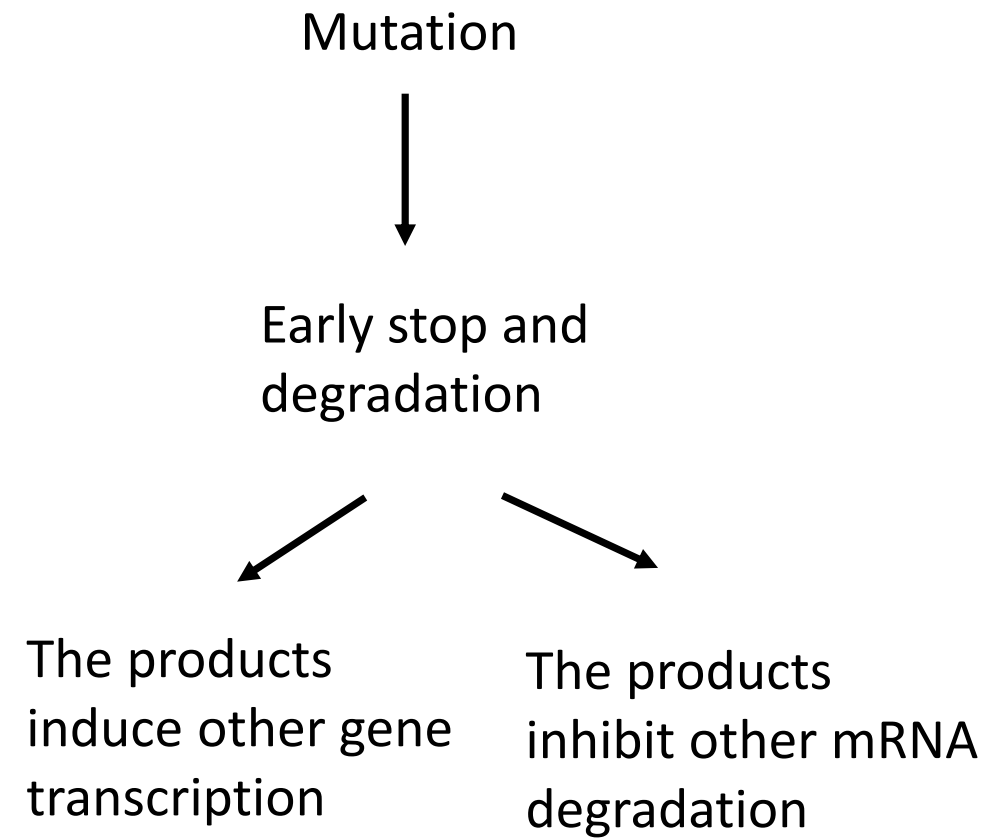 Mutation
Early stop and
degradation
The products
induce other gene
transcription
The products
inhibit other mRNA
degradation